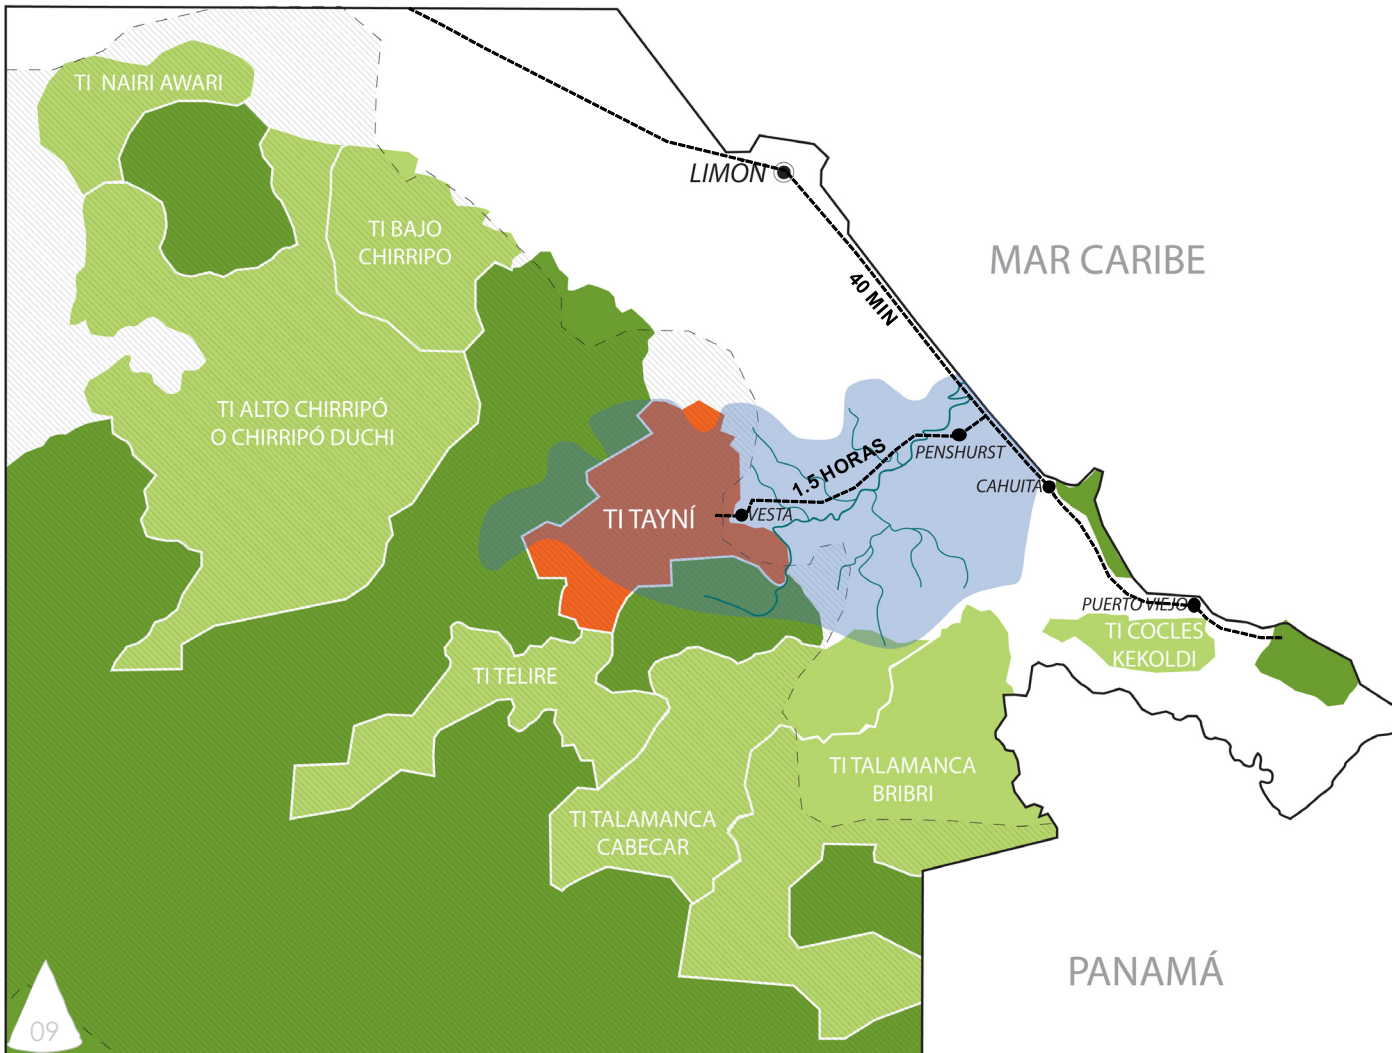 TI NAIRI AWARI
LIMON
TI BAJO
CHIRRIPO
MAR CARIBE
40 MIN
TI ALTO CHIRRIPÓ
O CHIRRIPÓ DUCHI
PENSHURST
1.5 HORAS
CAHUITA
TI TAYNÍ
VESTA
PUERTO VIEJO
TI COCLES
KEKOLDI
TI TELIRE
TI TALAMANCA
BRIBRI
TI TALAMANCA
CABECAR
PANAMÁ
09